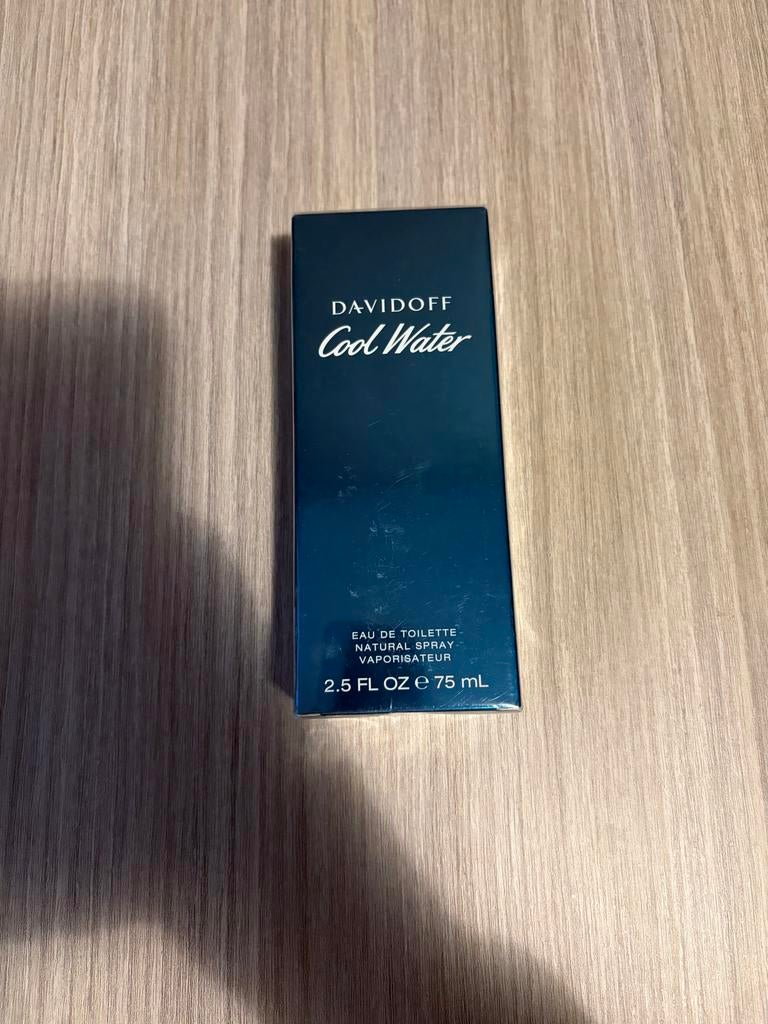 DAVIDOFF
Cool Water
EAU DE TOILETTE
NATURAL SPRAY
VAPORISATEUR
2.5 FL OZ ℮ 75 mL